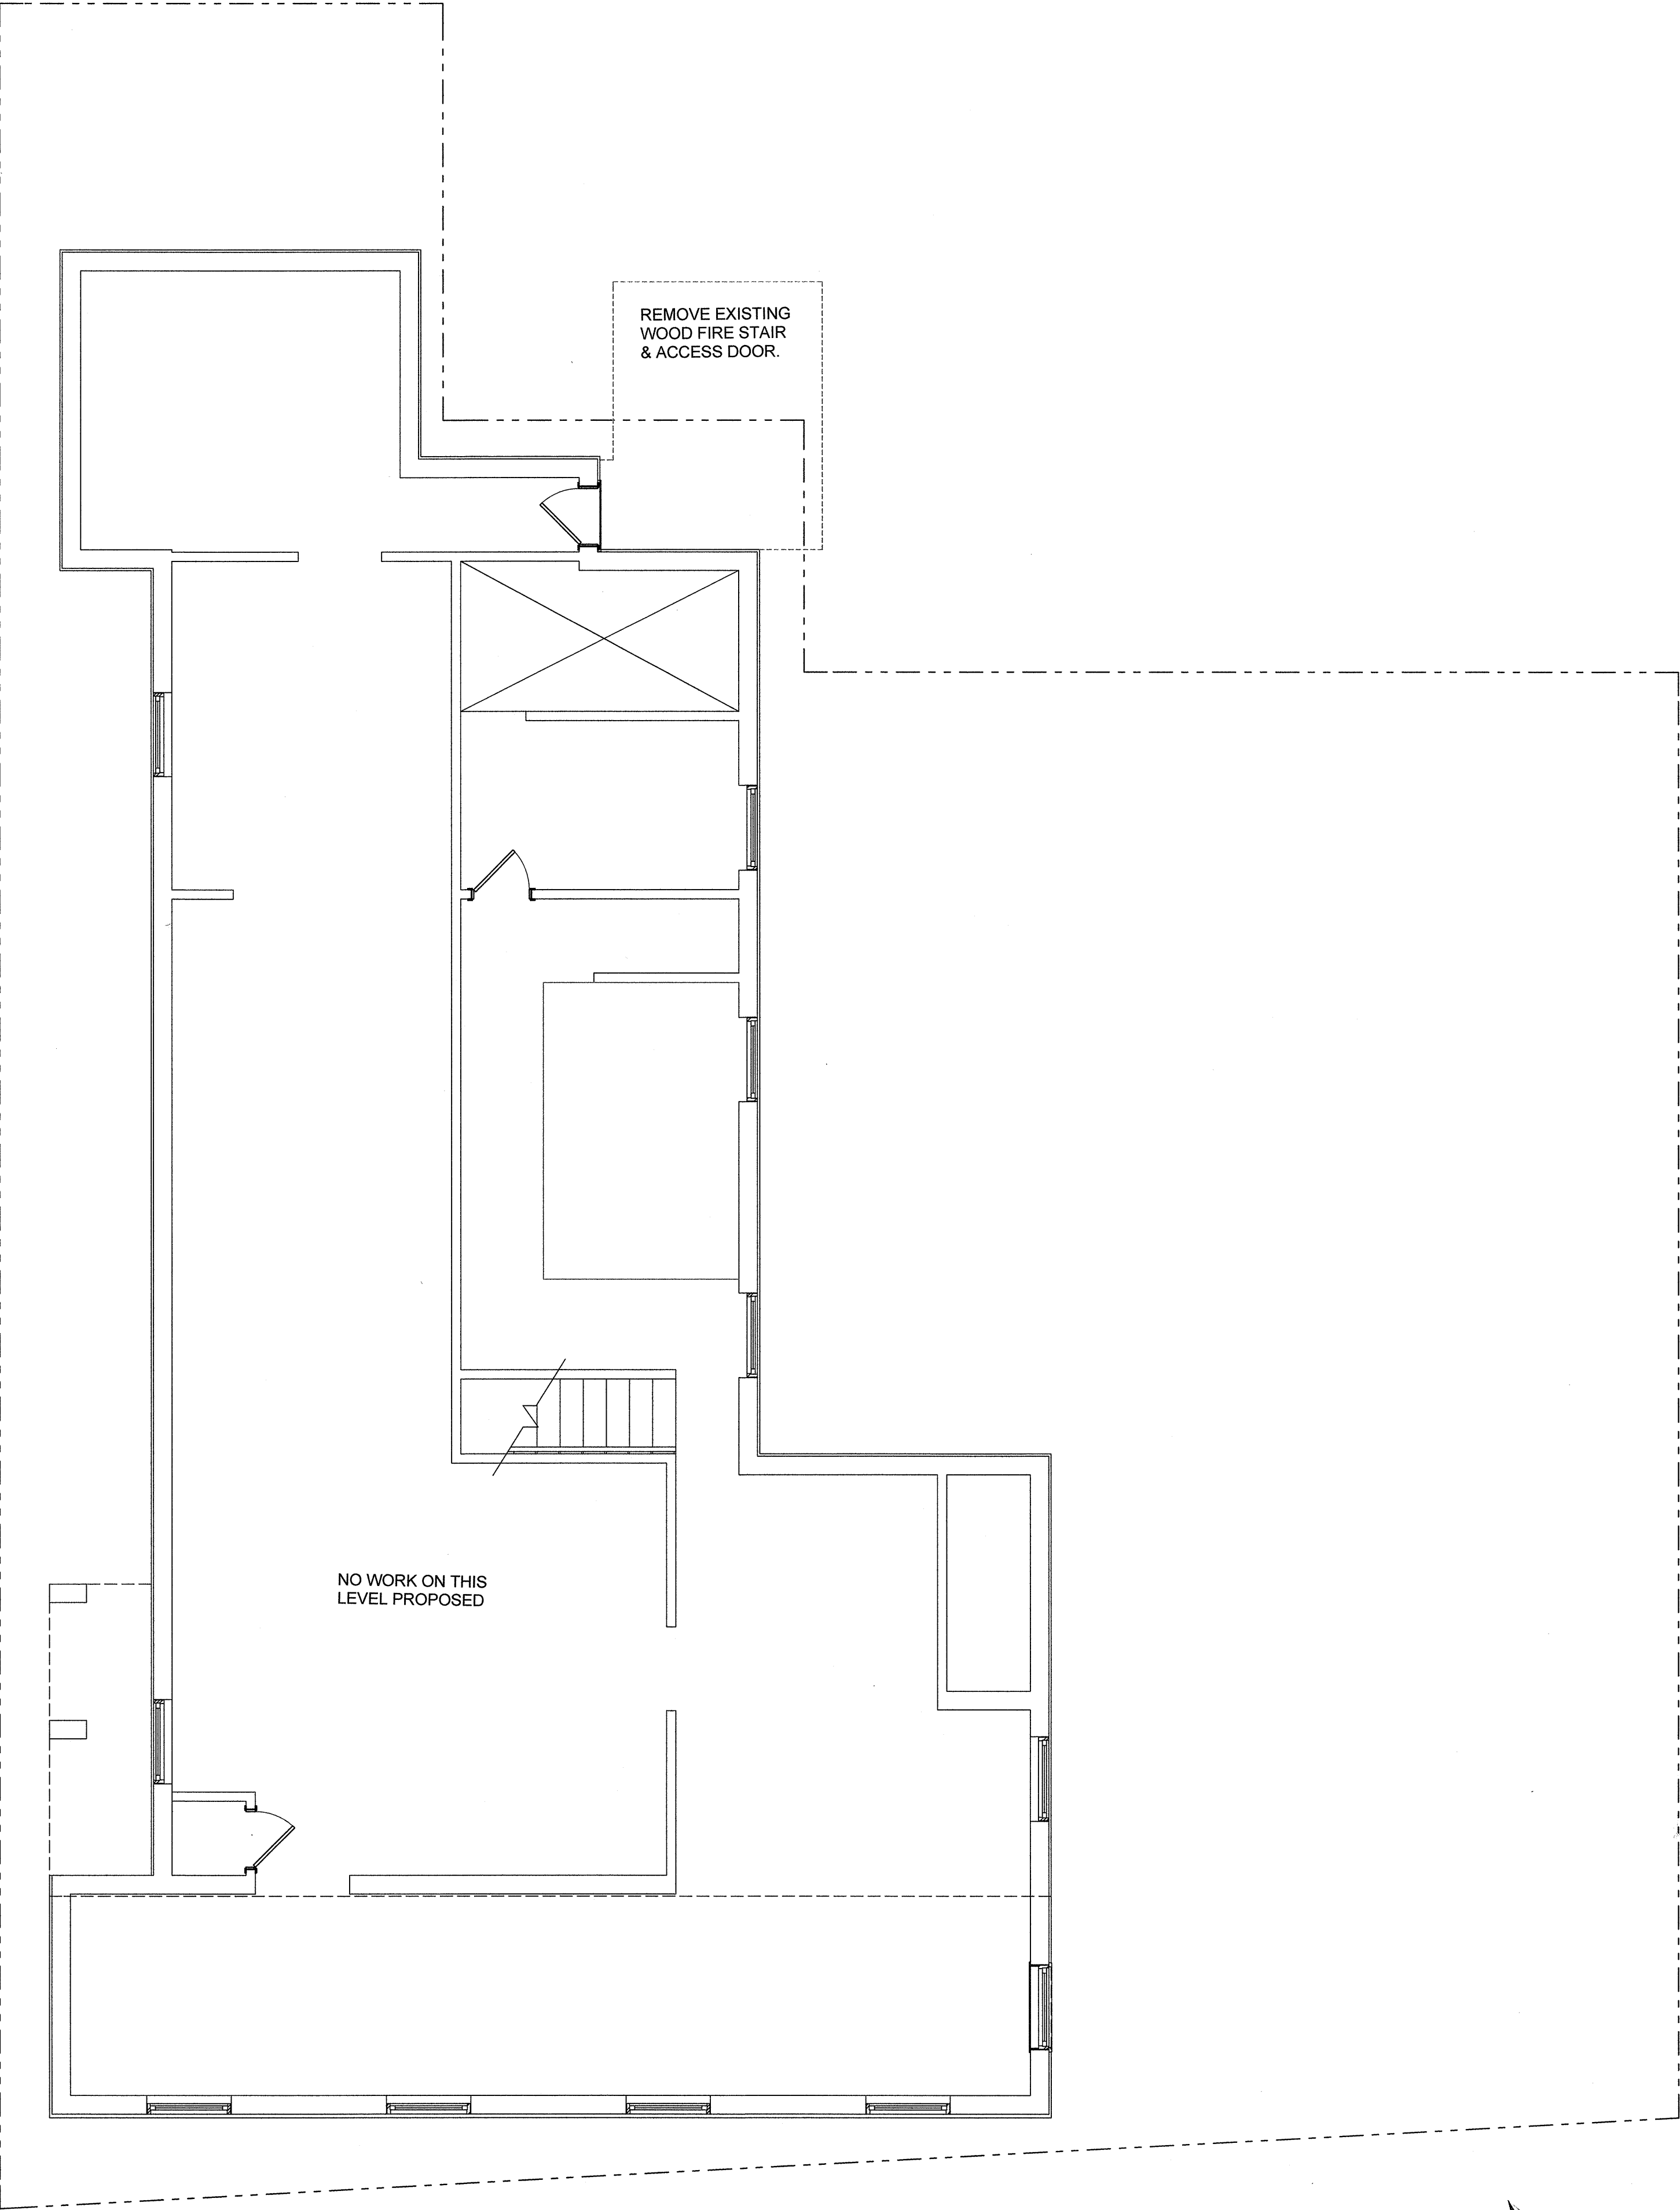 REMOVE EXISTING
WOOD FIRE STAIR
& ACCESS DOOR.
NO WORK ON THIS
LEVEL PROPOSED